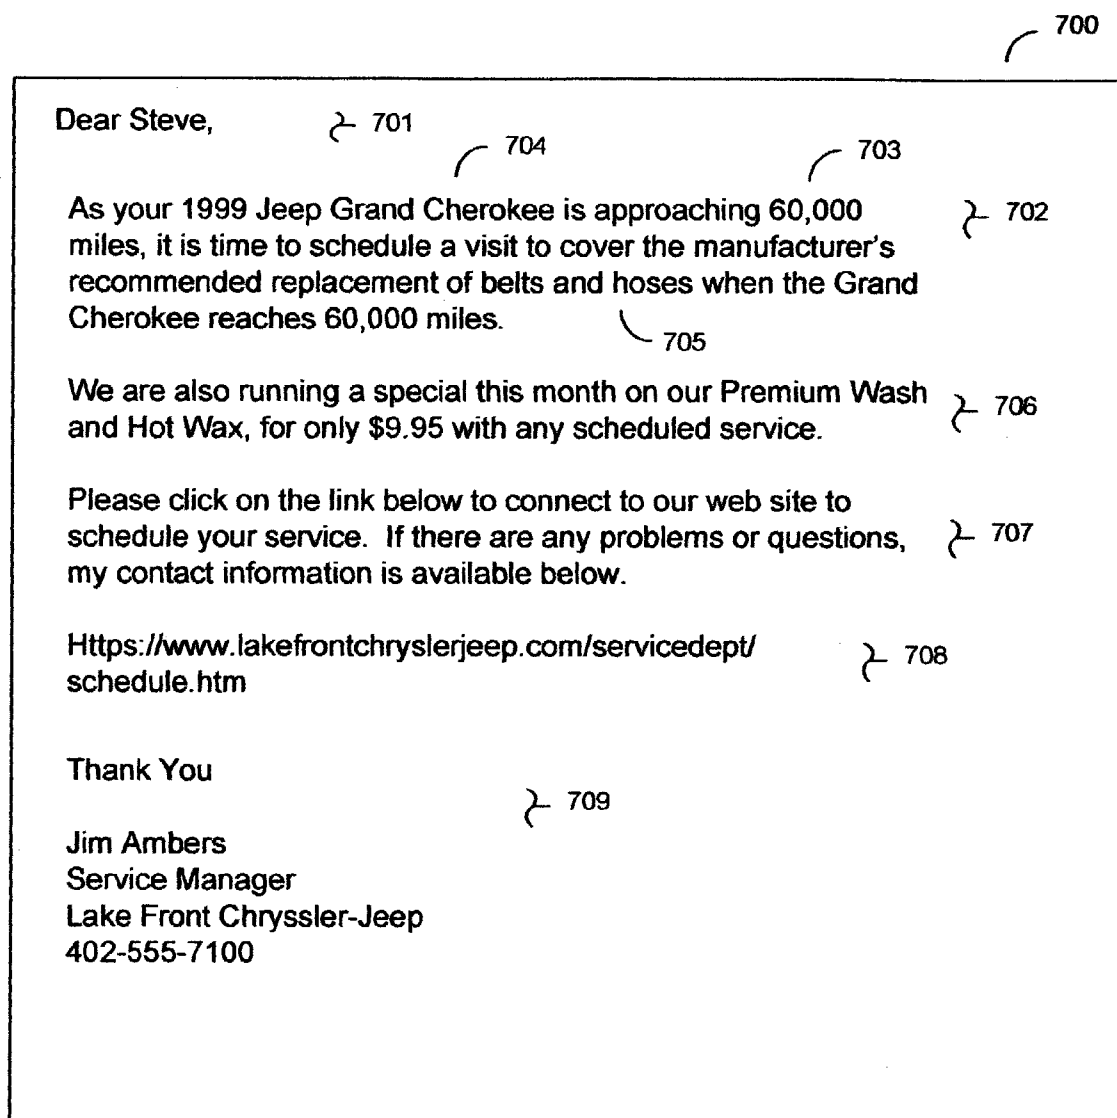 700
Dear Steve, 701
704 703
As your 1999 Jeep Grand Cherokee is approaching 60,000 702
miles, it is time to schedule a visit to cover the manufacturer's
recommended replacement of belts and hoses when the Grand
Cherokee reaches 60,000 miles. 705
We are also running a special this month on our Premium Wash 706
and Hot Wax, for only $9.95 with any scheduled service.
Please click on the link below to connect to our web site to
schedule your service. If there are any problems or questions, 707
my contact information is available below.
Https://www.lakefrontchryslerjeep.com/servicedept/ 708
schedule.htm
Thank You
709
Jim Ambers
Service Manager
Lake Front Chryssler-Jeep
402-555-7100